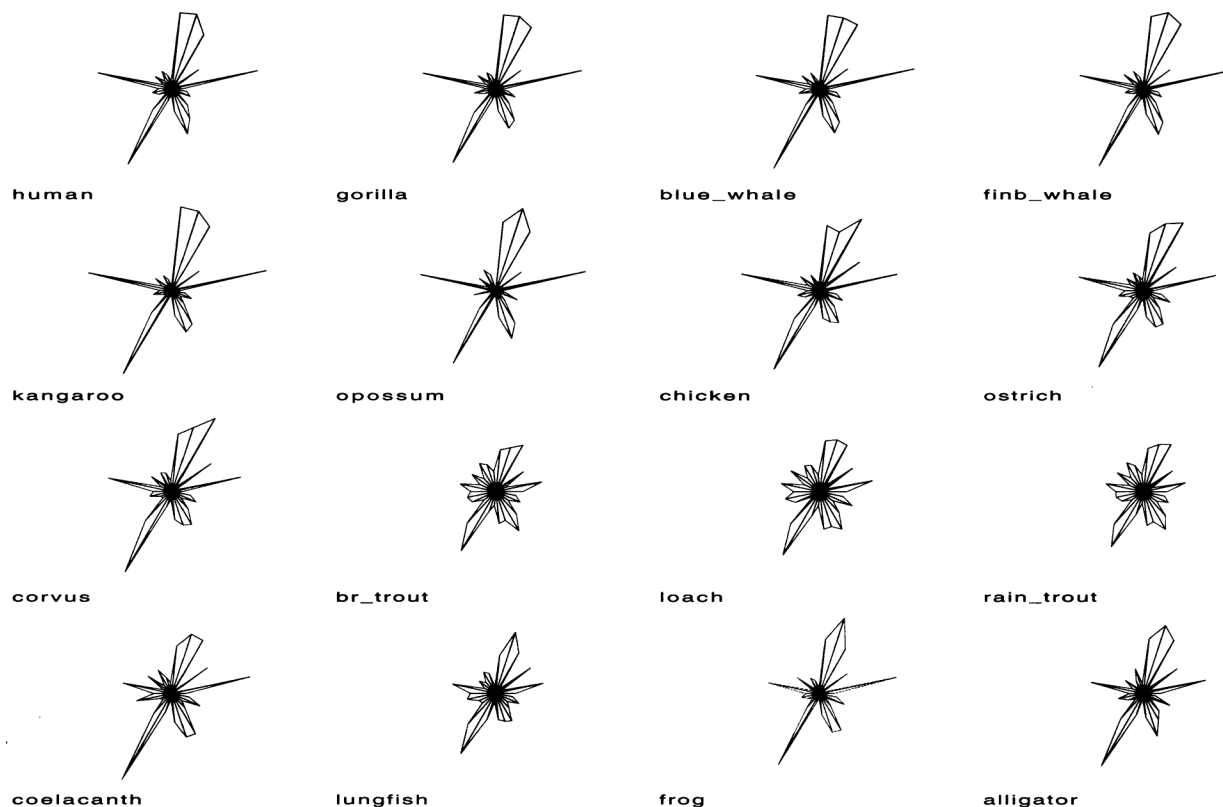 human gorilla blue_whale finb_whale
kangaroo opossum chicken ostrich
corvus br_trout loach rain_trout
coelacanth lungfish frog alligator